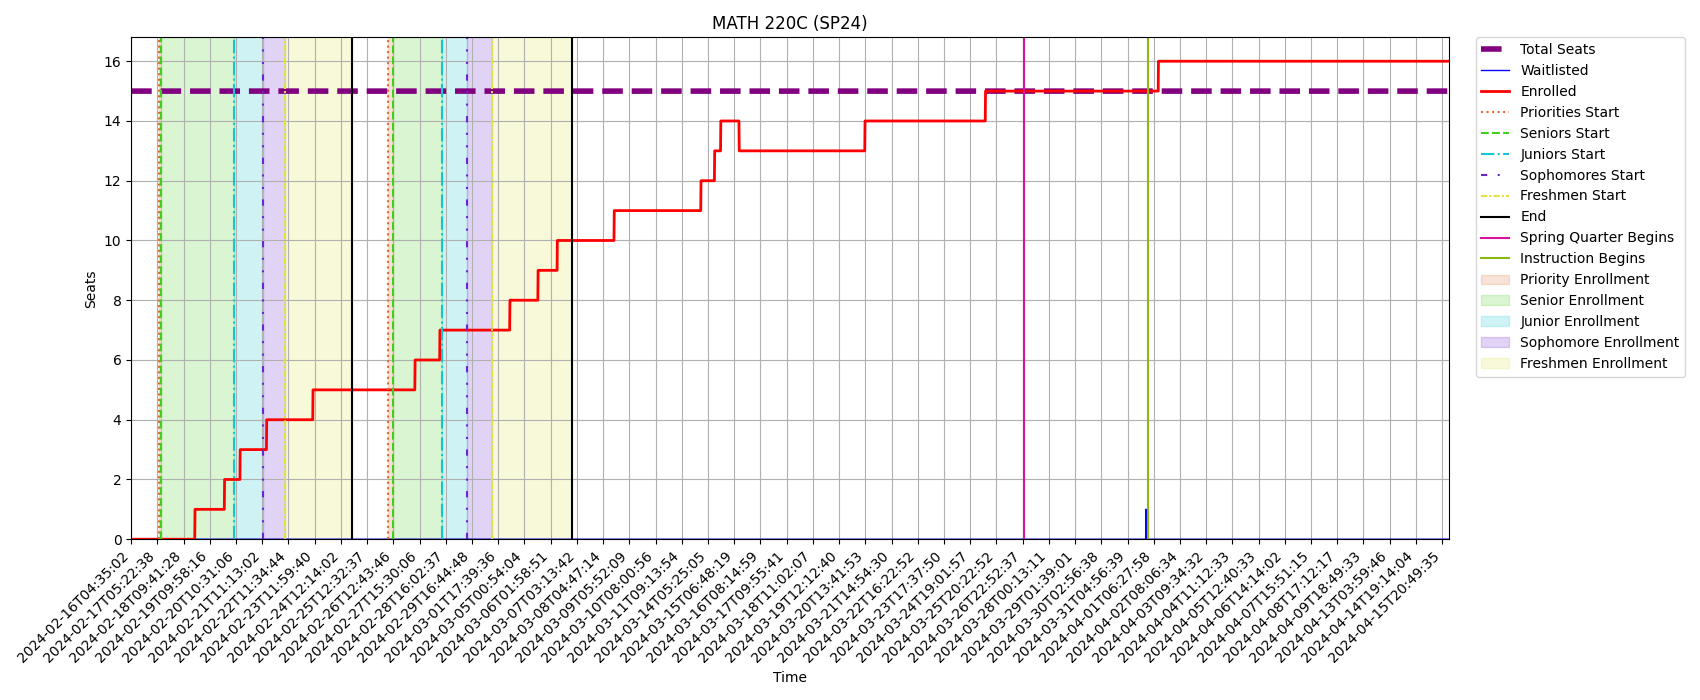 MATH 220C (SP24)
Seats
16
14
12
10
8
6
4
2
0
2024-02-16T04:35:02
2024-02-17T05:22:38
2024-02-18T09:41:28
2024-02-19T09:58:16
2024-02-20T10:31:06
2024-02-21T11:13:02
2024-02-22T11:34:44
2024-02-23T11:59:40
2024-02-24T12:14:02
2024-02-25T12:32:37
2024-02-26T12:43:46
2024-02-27T15:30:06
2024-02-28T16:02:37
2024-02-29T16:44:48
2024-03-01T17:39:36
2024-03-05T00:54:04
2024-03-06T01:58:51
2024-03-07T03:13:42
2024-03-08T04:47:14
2024-03-09T05:52:09
2024-03-10T08:00:56
2024-03-11T09:13:54
2024-03-14T05:25:05
2024-03-15T06:48:19
2024-03-16T08:14:59
2024-03-17T09:55:41
2024-03-18T11:02:07
2024-03-19T12:12:40
2024-03-20T13:41:53
2024-03-21T14:54:30
2024-03-22T16:22:52
2024-03-23T17:37:50
2024-03-24T19:01:57
2024-03-25T20:22:52
2024-03-26T22:52:37
2024-03-28T00:13:11
2024-03-29T01:39:01
2024-03-30T02:56:38
2024-03-31T04:56:39
2024-04-01T06:27:58
2024-04-02T08:06:34
2024-04-03T09:34:32
2024-04-04T11:12:33
2024-04-05T12:40:33
2024-04-06T14:14:02
2024-04-07T15:51:15
2024-04-08T17:12:17
2024-04-09T18:49:33
2024-04-13T03:59:46
2024-04-14T19:14:04
2024-04-15T20:49:35
Time
Total Seats
Waitlisted
Enrolled
Priorities Start
Seniors Start
Juniors Start
Sophomores Start
Freshmen Start
End
Spring Quarter Begins
Instruction Begins
Priority Enrollment
Senior Enrollment
Junior Enrollment
Sophomore Enrollment
Freshmen Enrollment